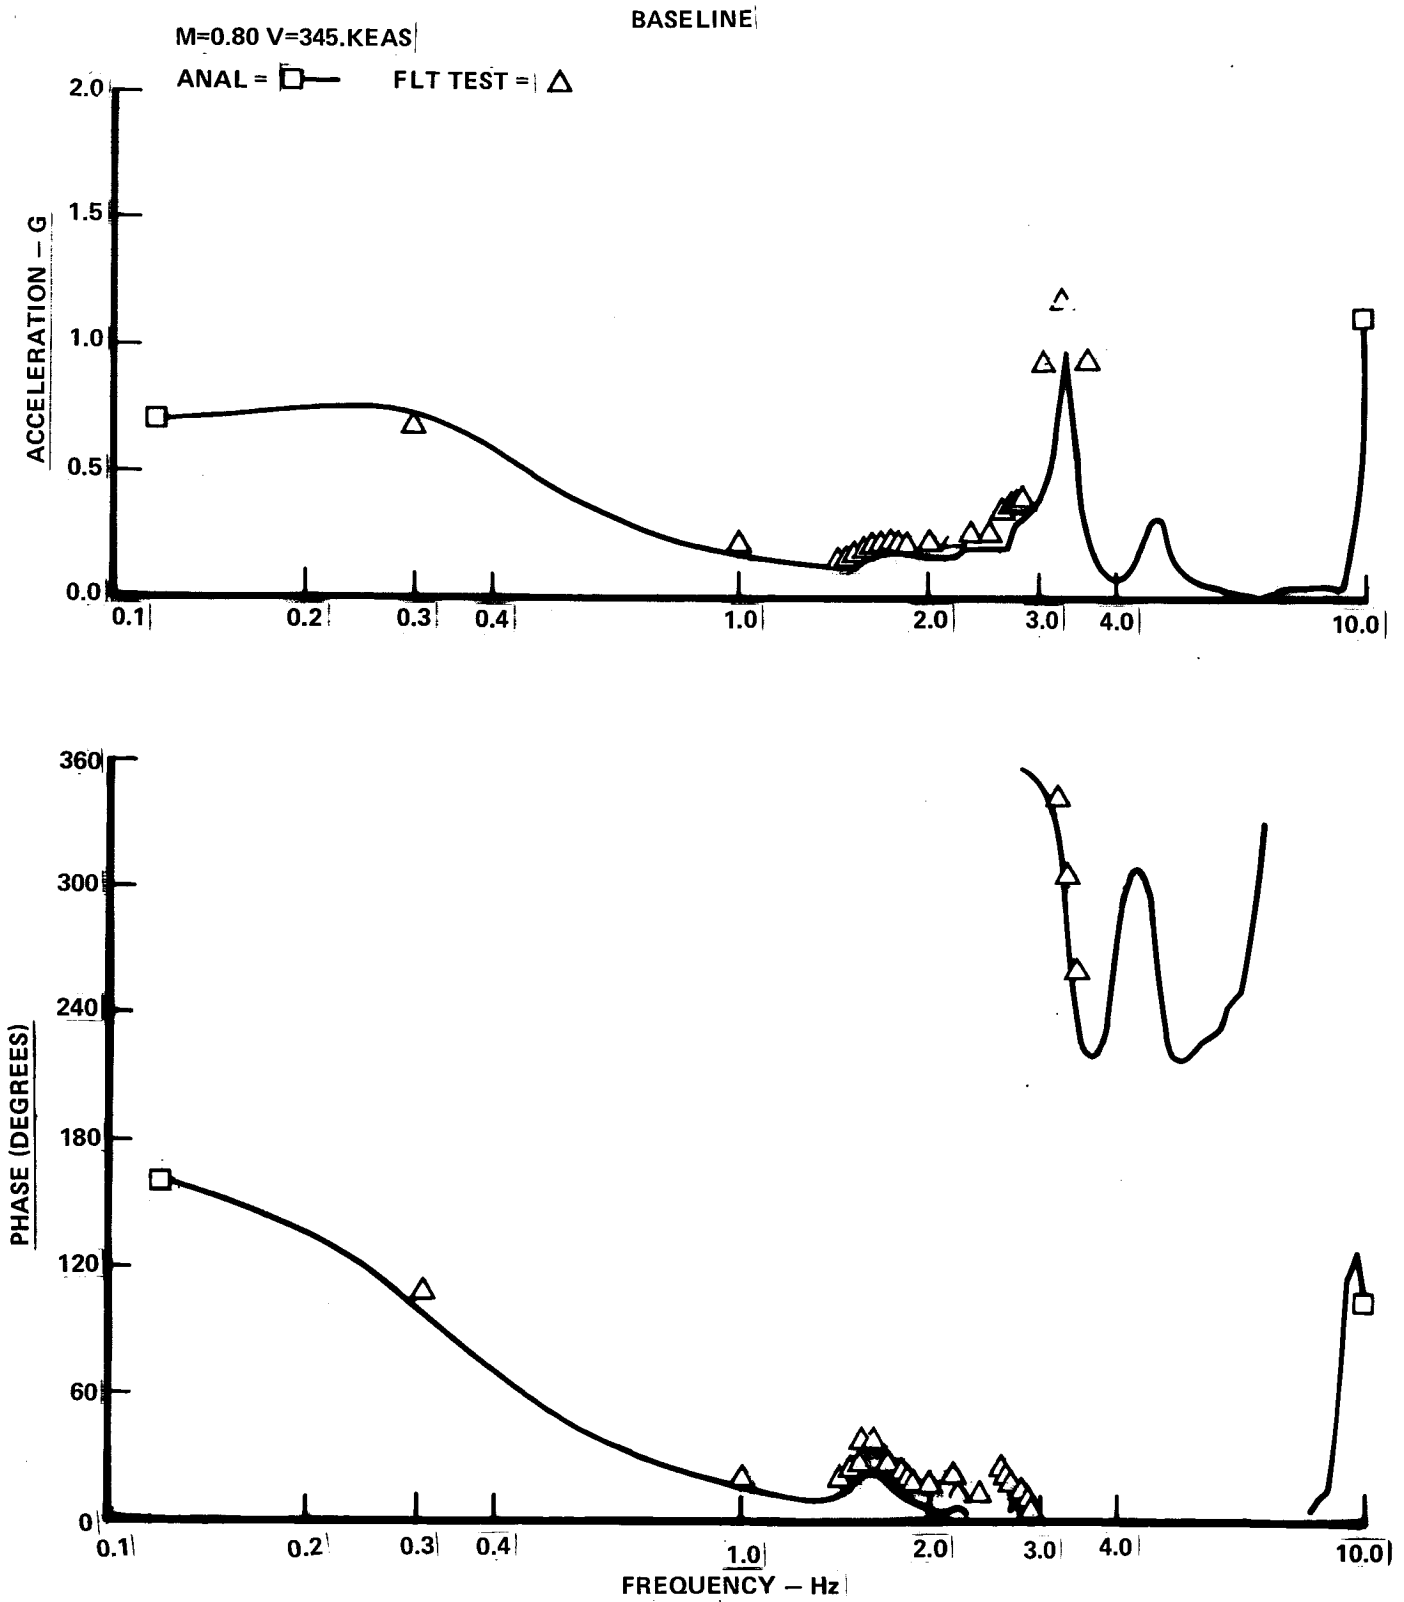 BASELINE
M=0.80 V=345.KEAS
ANAL = FLT TEST =
2.0
1.5
1.0
0.5
0.0
ACCELERATION – G
0.1 0.2 0.3 0.4 1.0 2.0 3.0 4.0 10.0
360
300
240
180
120
60
0
PHASE (DEGREES)
0.1 0.2 0.3 0.4 1.0 2.0 3.0 4.0 10.0
FREQUENCY – Hz